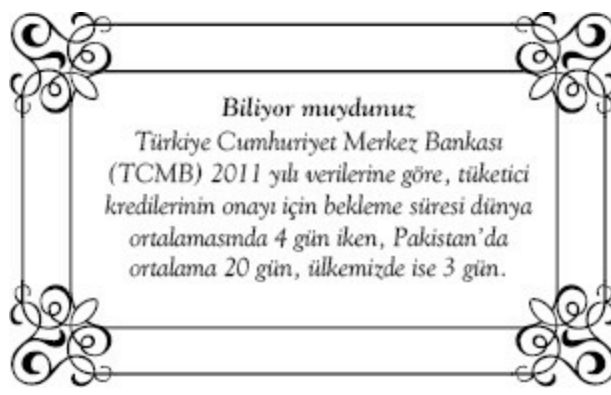 Biliyor muydunuz
Türkiye Cumhuriyet Merkez Bankası
(TCMB) 2011 yılı verilerine göre, tüketici
kredilerinin onayı için bekleme süresi dünya
ortalamasında 4 gün iken, Pakistan'da
ortalama 20 gün, ülkemizde ise 3 gün.